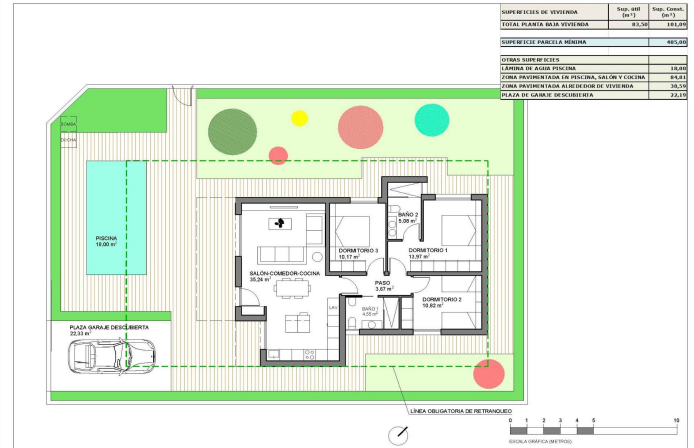 SUPERFICIES DE VIVIENDA Sup. útil (m²) Sup. Const. (m²)
TOTAL PLANTA BAJA VIVIENDA 83,50 101,09
SUPERFICIE PARCELA MÍNIMA 405,00
OTRAS SUPERFICIES
LÁMINA DE AGUA PISCINA 18,00
ZONA PAVIMENTADA EN PISCINA, SALÓN Y COCINA 84,81
ZONA PAVIMENTADA ALREDEDOR DE VIVIENDA 38,59
PLAZA DE GARAJE DESCUBIERTA 22,19
BOMBA
DUCHA
BAÑO 2
5.08 m²
PISCINA
18.00 m²
DORMITORIO 3
10,17 m²
DORMITORIO 1
13,97 m²
SALÓN-COMEDOR-COCINA
35,24 m²
PASO
3,67 m²
DORMITORIO 2
10,82 m²
LAV.
BAÑO 1
4,55 m²
PLAZA GARAJE DESCUBIERTA
22,33 m²
LÍNEA OBLIGATORIA DE RETRANQUEO
0 1 2 3 4 5 10
ESCALA GRÁFICA (METROS)